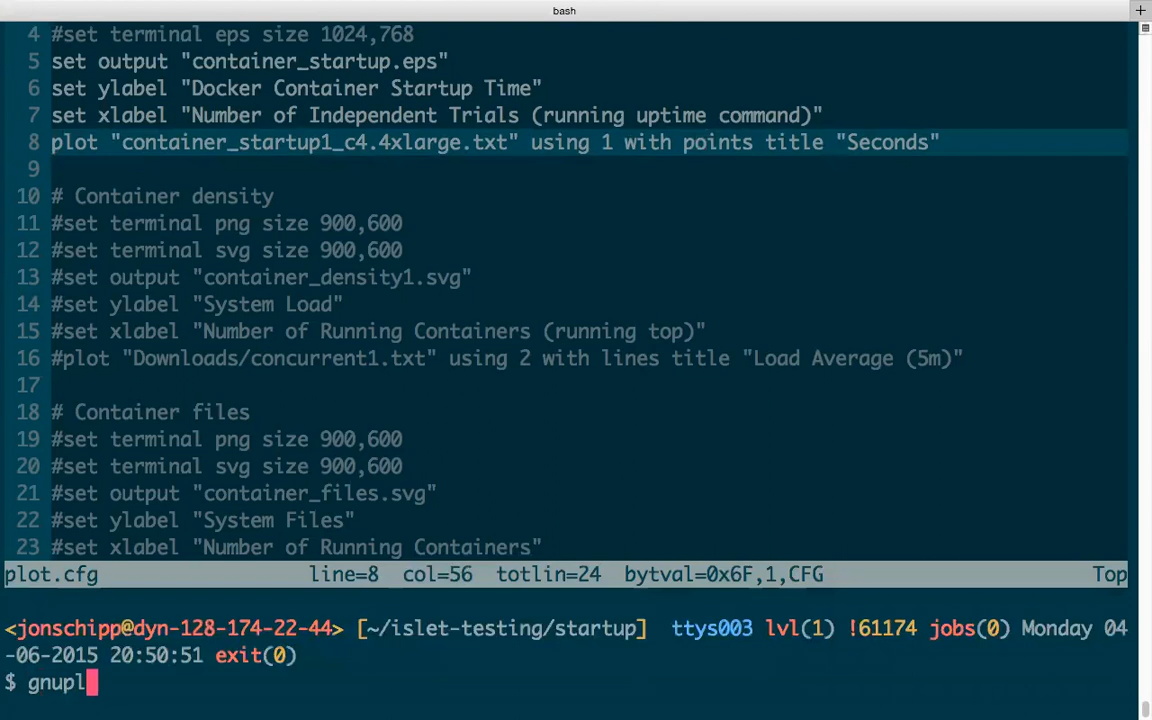 bash
4 #set terminal eps size 1024,768
5 set output "container_startup.eps"
6 set ylabel "Docker Container Startup Time"
7 set xlabel "Number of Independent Trials (running uptime command)"
8 plot "container_startup1_c4.4xlarge.txt" using 1 with points title "Seconds"
9
10 # Container density
11 #set terminal png size 900,600
12 #set terminal svg size 900,600
13 #set output "container_density1.svg"
14 #set ylabel "System Load"
15 #set xlabel "Number of Running Containers (running top)"
16 #plot "Downloads/concurrent1.txt" using 2 with lines title "Load Average (5m)"
17
18 # Container files
19 #set terminal png size 900,600
20 #set terminal svg size 900,600
21 #set output "container_files.svg"
22 #set ylabel "System Files"
23 #set xlabel "Number of Running Containers"
plot.cfg line=8 col=56 totlin=24 bytval=0x6F,1,CFG Top
<jonschipp@dyn-128-174-22-44> [~/islet-testing/startup] ttys003 lvl(1) !61174 jobs(0) Monday 04
-06-2015 20:50:51 exit(0)
$ gnupl